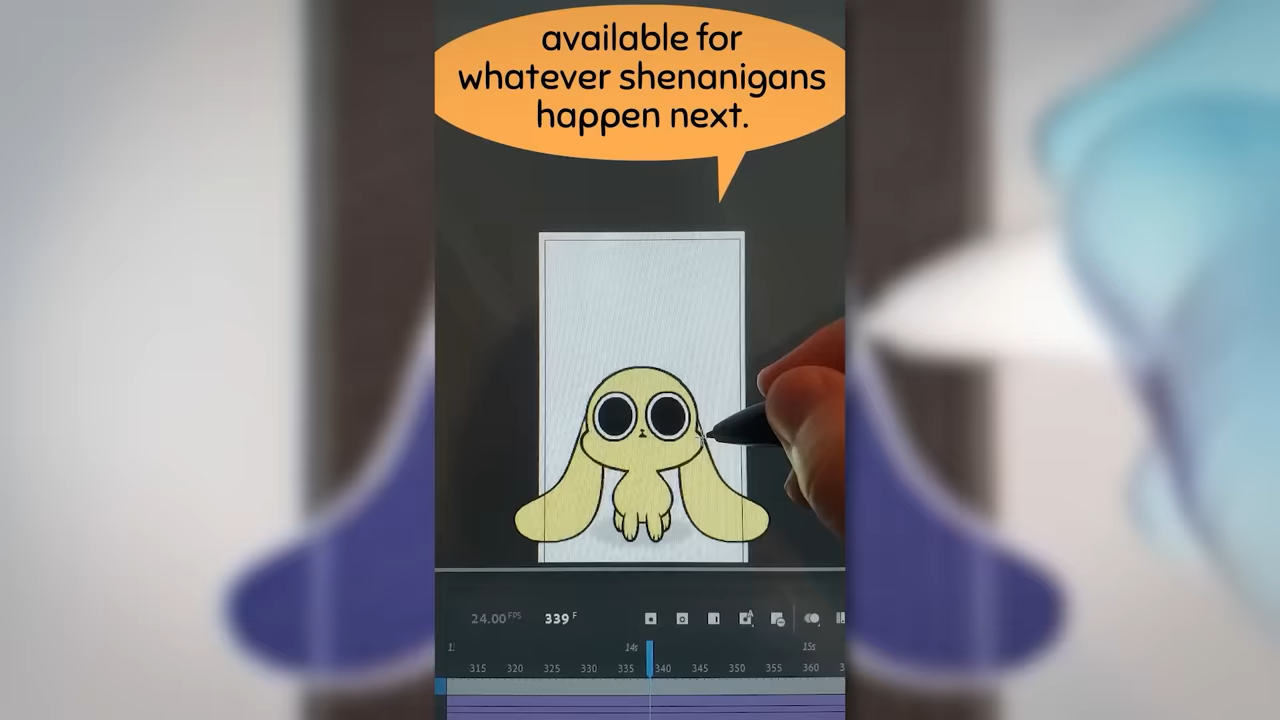 available for
whatever shenanigans
happen next.
24.00 FPS 339 F
14s 15s
315 320 325 330 335 340 345 350 355 360